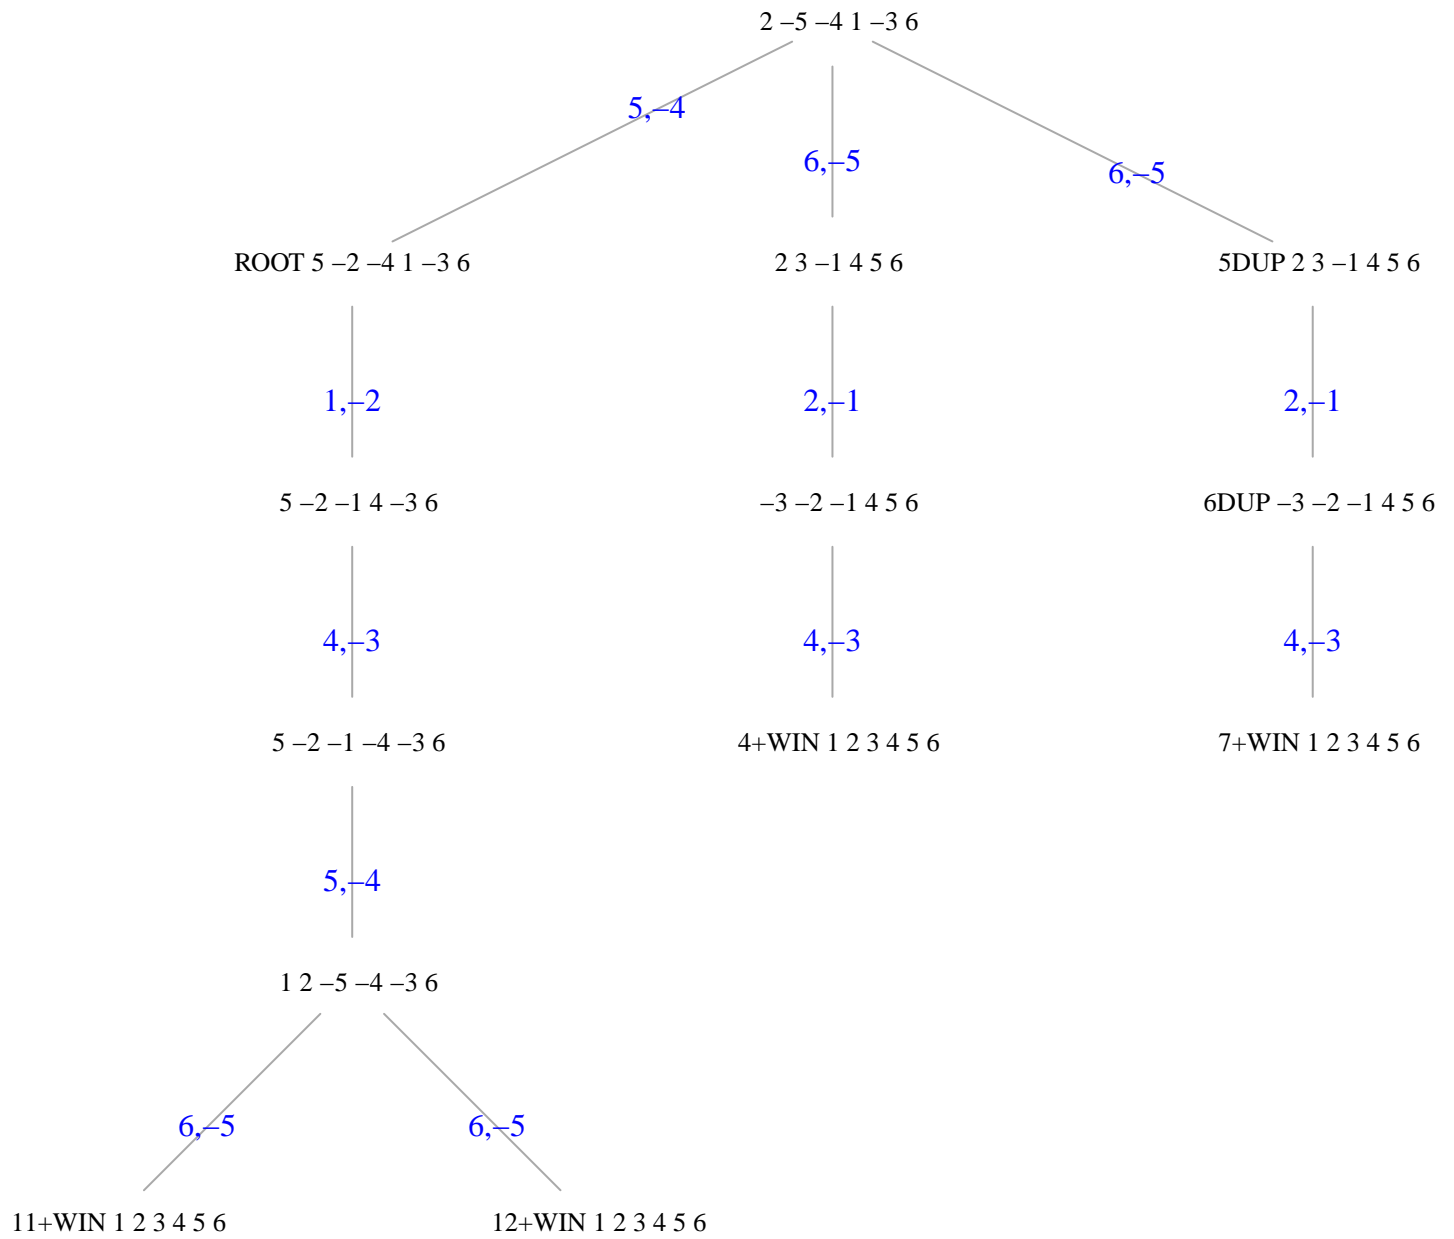 2 –5 –4 1 –3 6
5,–4
6,–5
6,–5
ROOT 5 –2 –4 1 –3 6
2 3 –1 4 5 6
5DUP 2 3 –1 4 5 6
1,–2
2,–1
2,–1
5 –2 –1 4 –3 6
–3 –2 –1 4 5 6
6DUP –3 –2 –1 4 5 6
4,–3
4,–3
4,–3
5 –2 –1 –4 –3 6
4+WIN 1 2 3 4 5 6
7+WIN 1 2 3 4 5 6
5,–4
1 2 –5 –4 –3 6
6,–5
6,–5
11+WIN 1 2 3 4 5 6
12+WIN 1 2 3 4 5 6